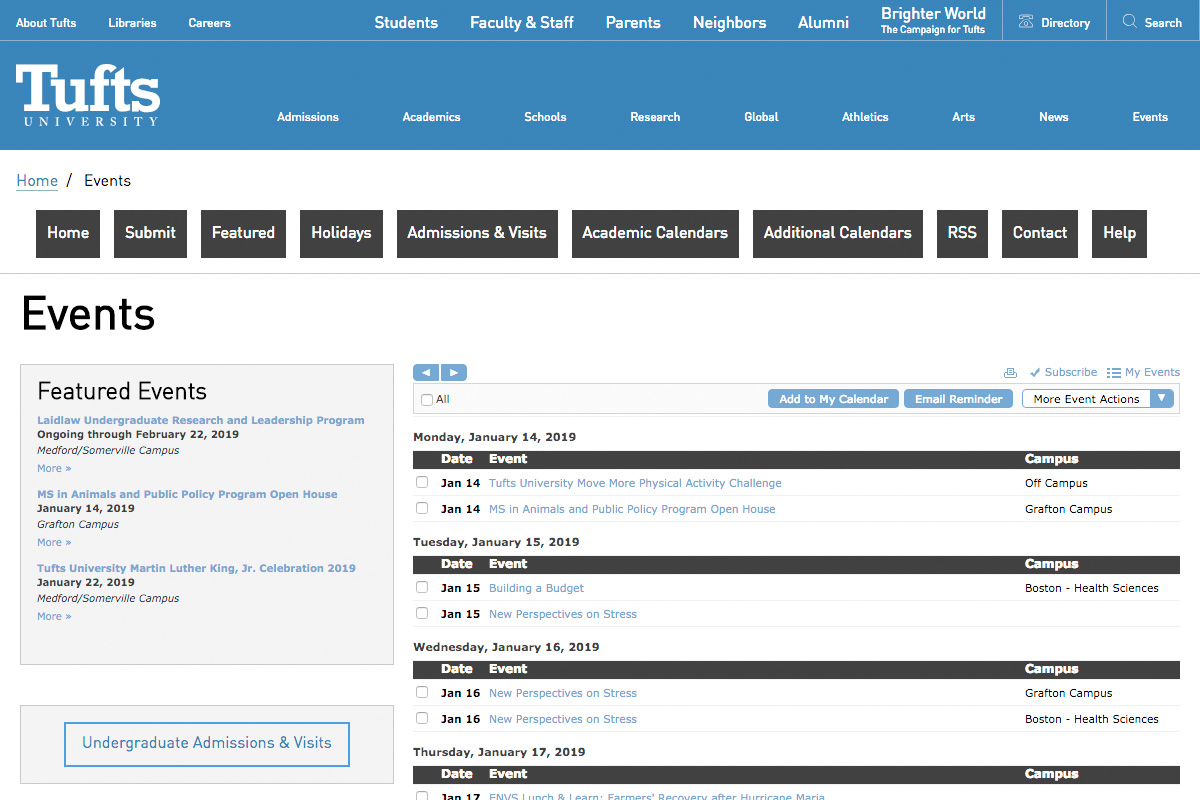 About Tufts Libraries Careers Students Faculty & Staff Parents Neighbors Alumni Brighter World Directory Search
The Campaign for Tufts
Tufts
UNIVERSITY
Admissions Academics Schools Research Global Athletics Arts News Events
Home / Events
Home Submit Featured Holidays Admissions & Visits Academic Calendars Additional Calendars RSS Contact Help
Events
Featured Events
Laidlaw Undergraduate Research and Leadership Program
Ongoing through February 22, 2019
Medford/Somerville Campus
More »
MS in Animals and Public Policy Program Open House
January 14, 2019
Grafton Campus
More »
Tufts University Martin Luther King, Jr. Celebration 2019
January 22, 2019
Medford/Somerville Campus
More »
Undergraduate Admissions & Visits
Subscribe My Events
All Add to My Calendar Email Reminder More Event Actions
Monday, January 14, 2019
Date Event Campus
Jan 14 Tufts University Move More Physical Activity Challenge Off Campus
Jan 14 MS in Animals and Public Policy Program Open House Grafton Campus
Tuesday, January 15, 2019
Date Event Campus
Jan 15 Building a Budget Boston - Health Sciences
Jan 15 New Perspectives on Stress
Wednesday, January 16, 2019
Date Event Campus
Jan 16 New Perspectives on Stress Grafton Campus
Jan 16 New Perspectives on Stress Boston - Health Sciences
Thursday, January 17, 2019
Date Event Campus
Jan 17 ENVS Lunch & Learn: Farmers' Recovery after Hurricane Maria